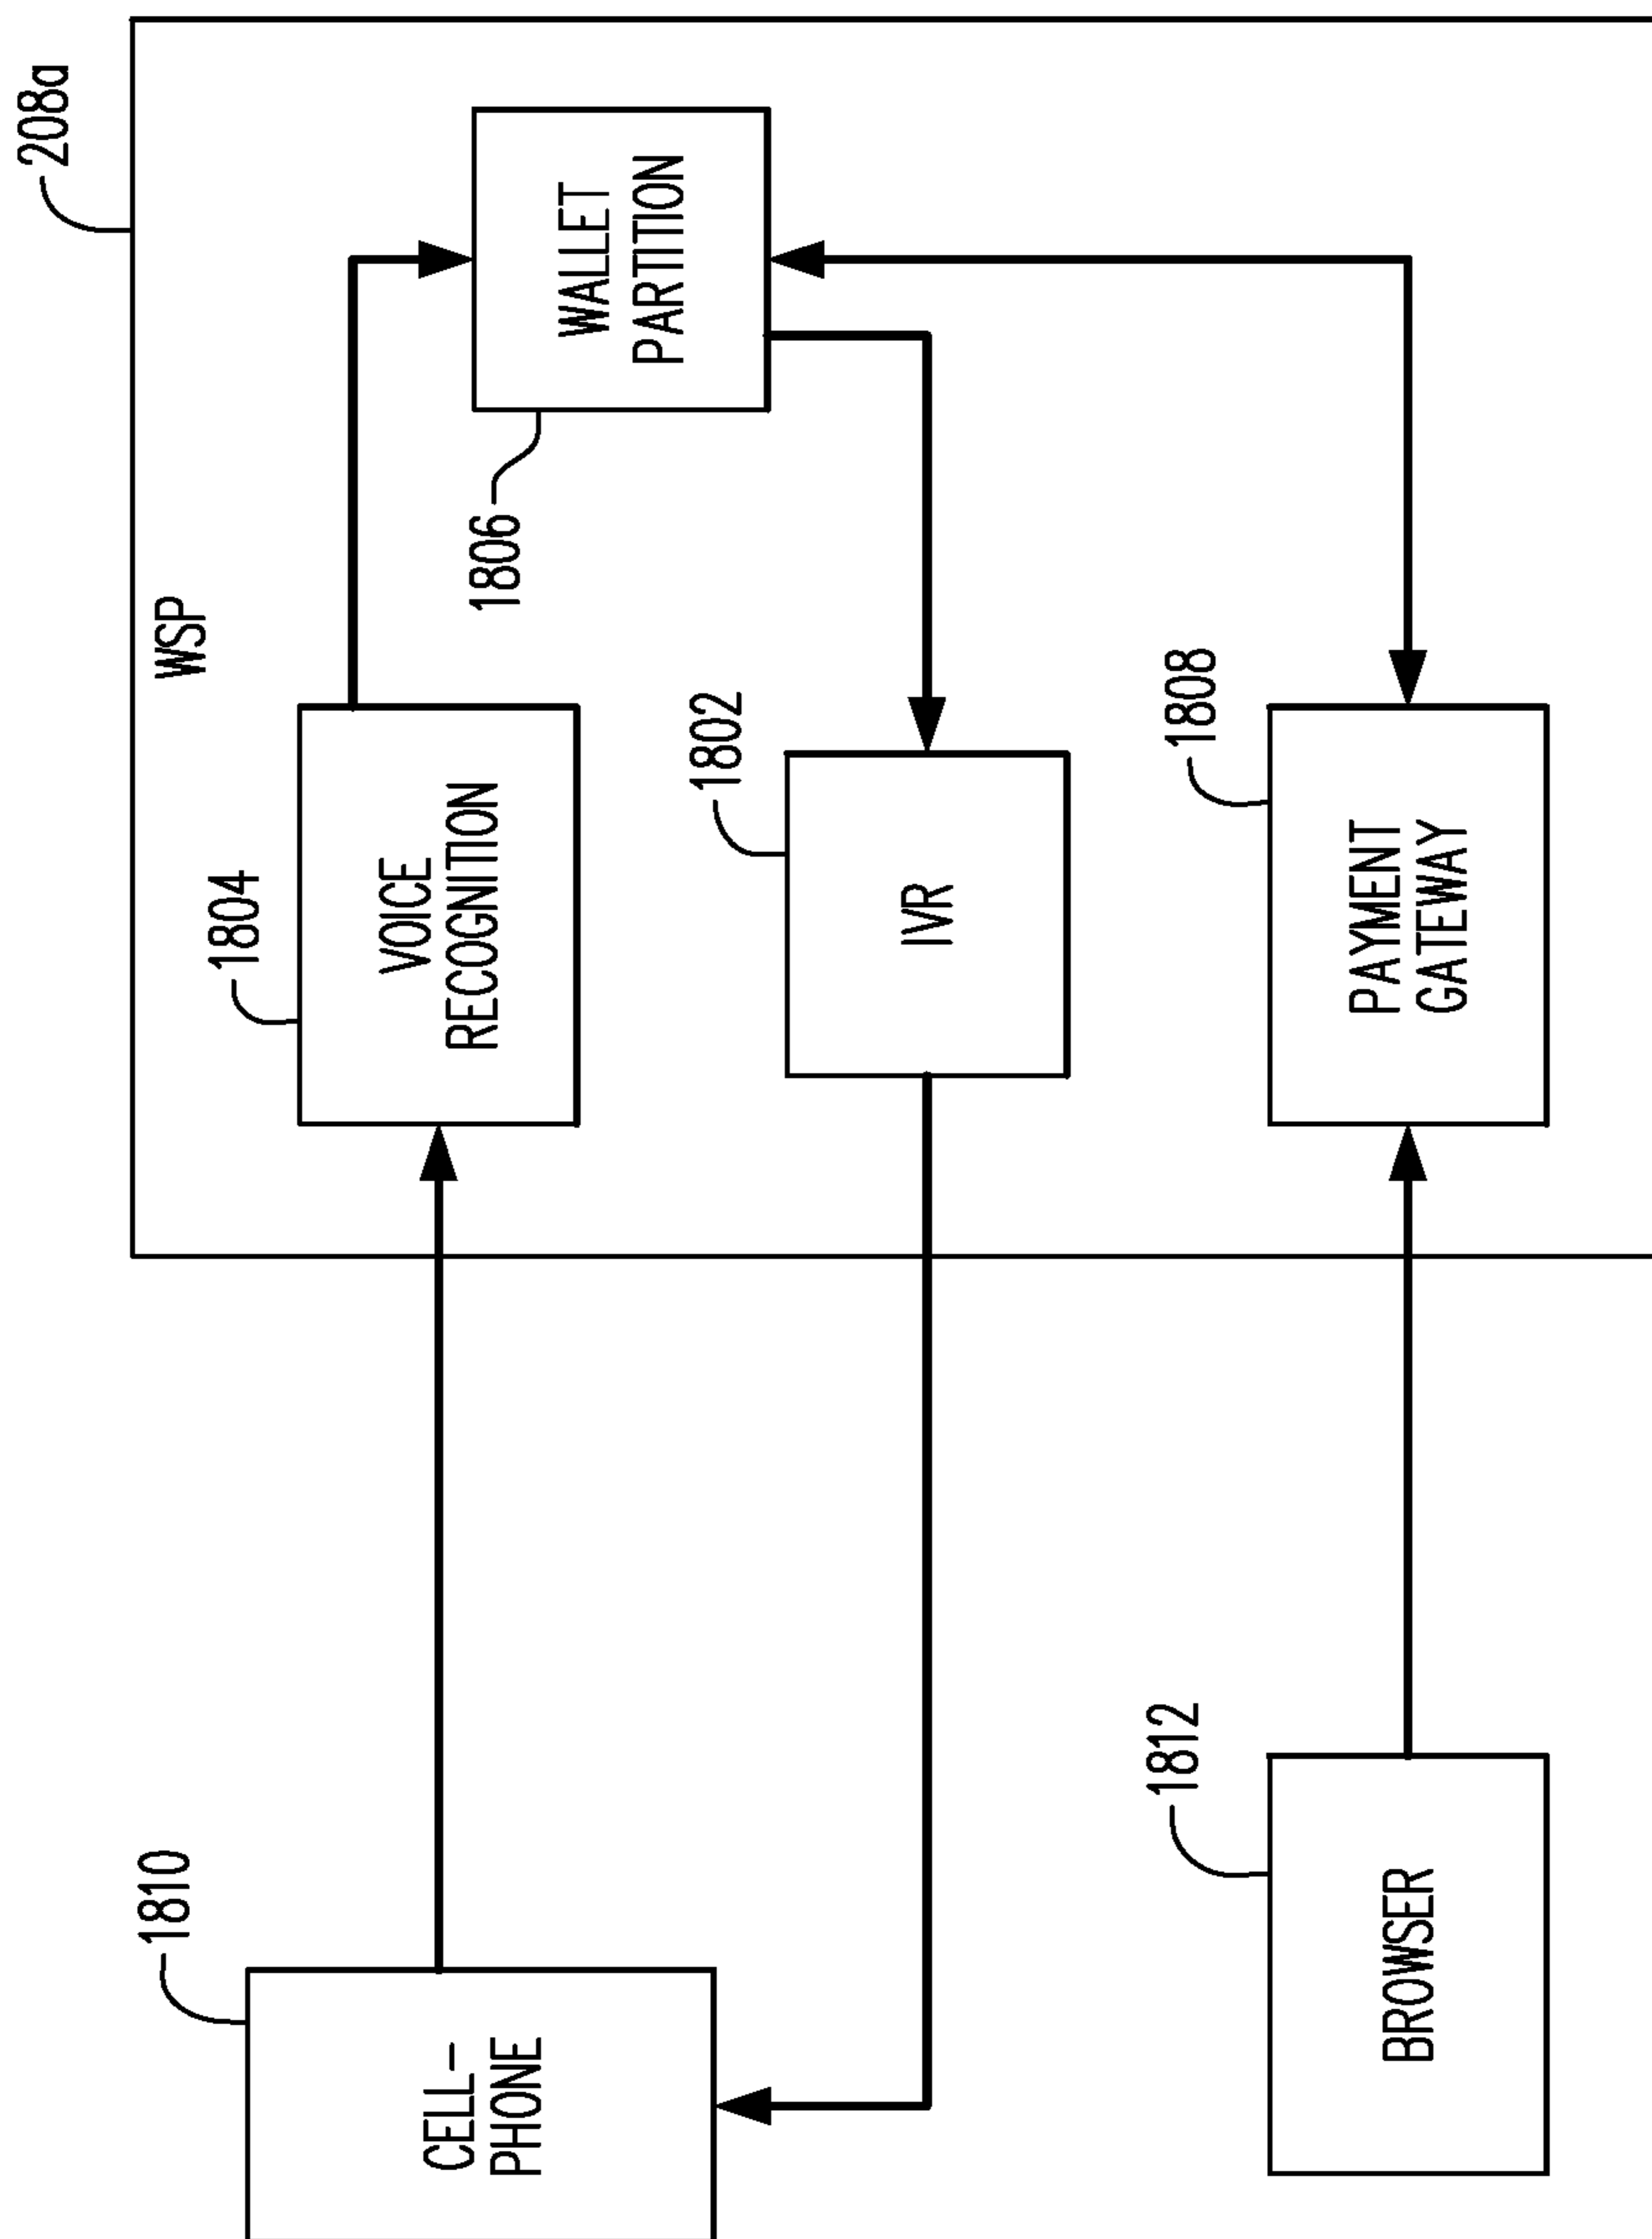 208a
WSP
1804
VOICE
RECOGNITION
WALLET
PARTITION
1806
1810
CELL-
PHONE
1802
IVR
1812
BROWSER
1808
PAYMENT
GATEWAY